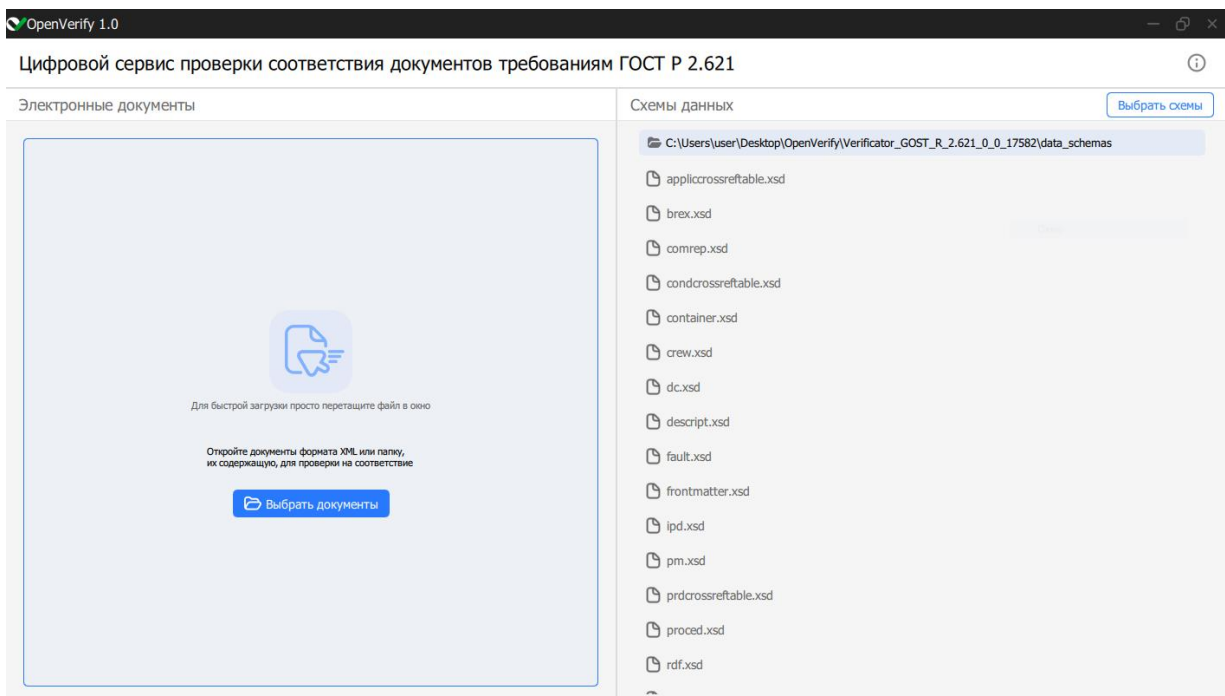 OpenVerify 1.0
Цифровой сервис проверки соответствия документов требованиям ГОСТ Р 2.621
Электронные документы
Для быстрой загрузки просто перетащите файл в окно
Откройте документы формата XML или папку,
их содержащую, для проверки на соответствие
Выбрать документы
Схемы данных
Выбрать схемы
C:\Users\user\Desktop\OpenVerify\Verificator_GOST_R_2.621_0_0_17582\data_schemas
appliccrossreftable.xsd
brex.xsd
comrep.xsd
condcrossreftable.xsd
container.xsd
crew.xsd
dc.xsd
descript.xsd
fault.xsd
frontmatter.xsd
ipd.xsd
pm.xsd
prdcrossreftable.xsd
proced.xsd
rdf.xsd